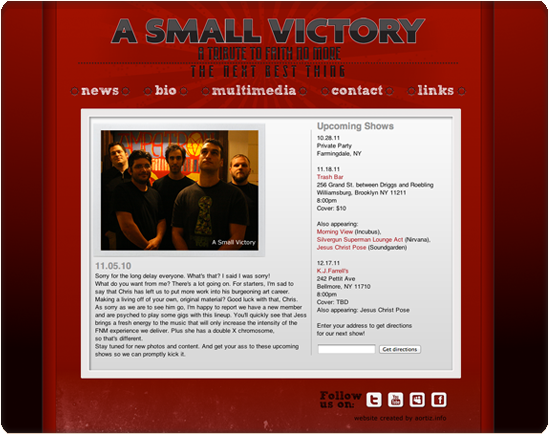 A SMALL VICTORY
A TRIBUTE TO FAITH NO MORE
THE NEXT BEST THING
news bio multimedia contact links
A Small Victory
11.05.10
Sorry for the long delay everyone. What's that? I said I was sorry!
What do you want from me? There's a lot going on. For starters, I'm sad to
say that Chris has left us to put more work into his burgeoning art career.
Making a living off of your own, original material? Good luck with that, Chris.
As sorry as we are to see him go, I'm happy to report we have a new member
and are psyched to play some gigs with this lineup. You'll quickly see that Jess
brings a fresh energy to the music that will only increase the intensity of the
FNM experience we deliver. Plus she has a double X chromosome,
so that's different.
Stay tuned for new photos and content. And get your ass to these upcoming
shows so we can promptly kick it.
Upcoming Shows
10.28.11
Private Party
Farmingdale, NY
11.18.11
Trash Bar
256 Grand St. between Driggs and Roebling
Williamsburg, Brooklyn NY 11211
8:00pm
Cover: $10
Also appearing:
Morning View (Incubus),
Silvergun Superman Lounge Act (Nirvana),
Jesus Christ Pose (Soundgarden)
12.17.11
K.J.Farrell's
242 Pettit Ave
Bellmore, NY 11710
8:00pm
Cover: TBD
Also appearing: Jesus Christ Pose
Enter your address to get directions
for our next show!
Get directions
Follow
us on:
You
Tube
website created by aorta.info